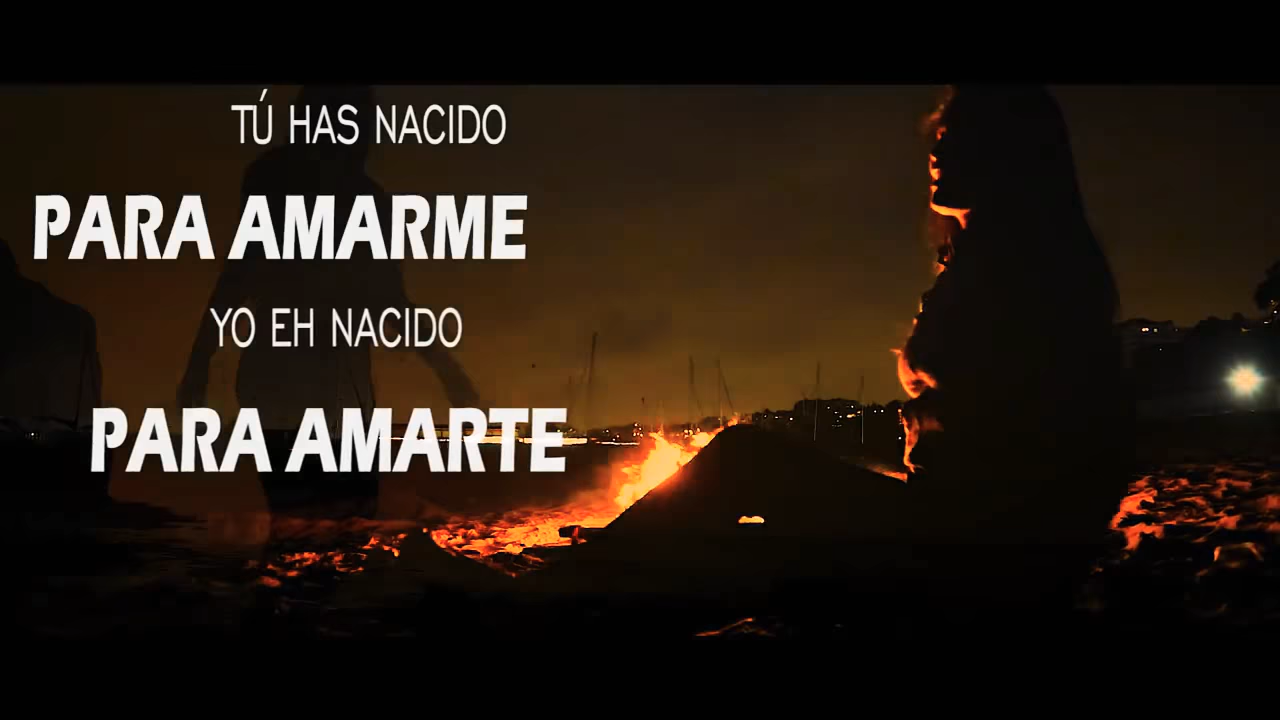 TÚ HAS NACIDO
PARA AMARME
YO EH NACIDO
PARA AMARTE